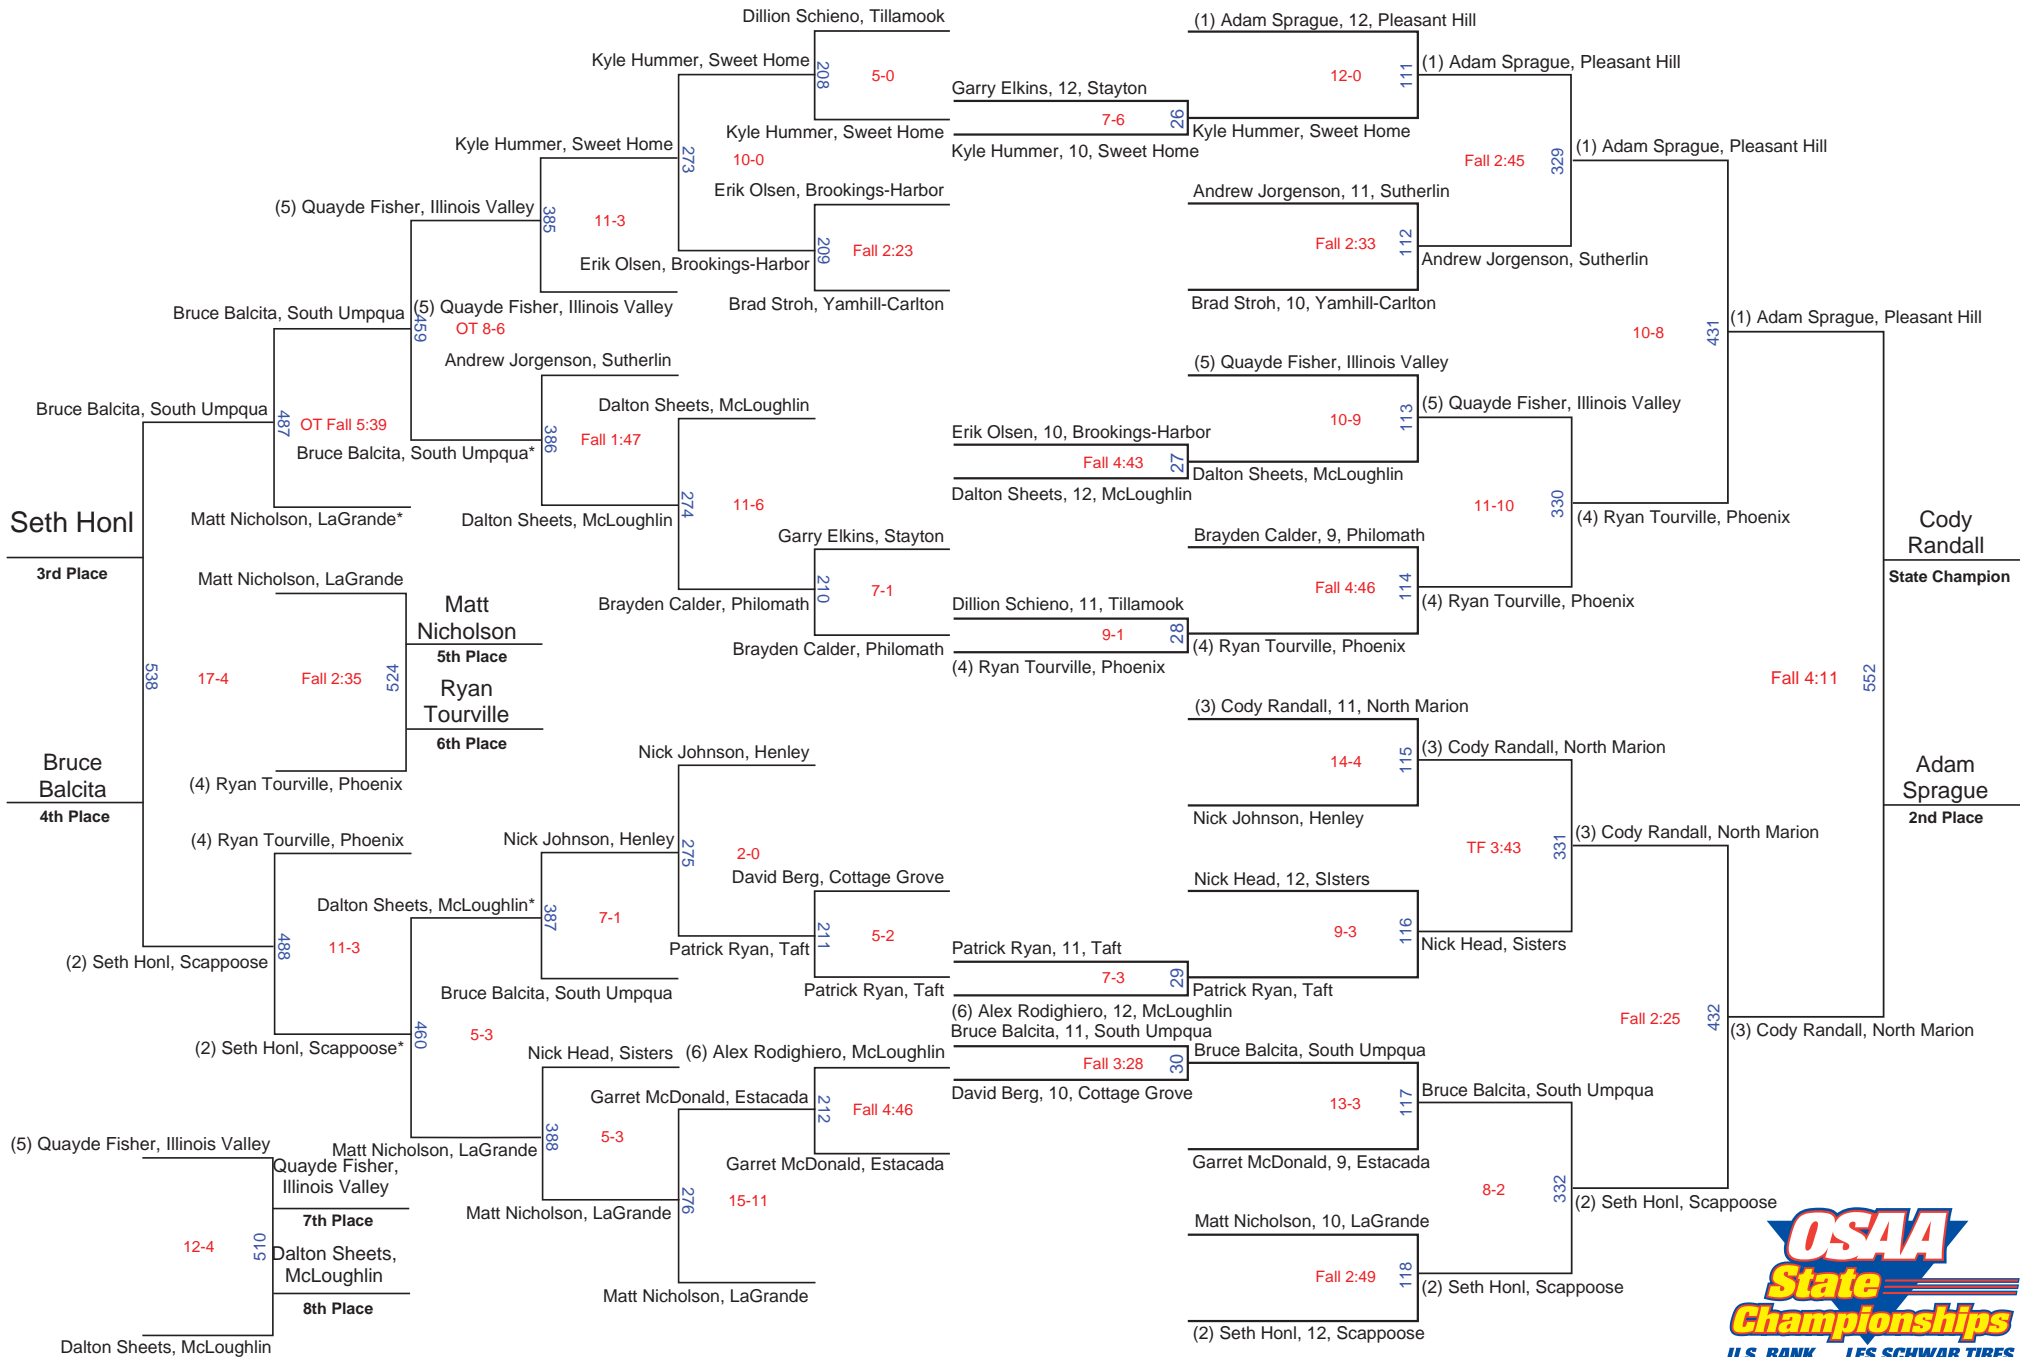 Dillion Schieno, Tillamook
Kyle Hummer, Sweet Home
208
5-0
Kyle Hummer, Sweet Home
Kyle Hummer, Sweet Home
273
10-0
Erik Olsen, Brookings-Harbor
(5) Quayde Fisher, Illinois Valley
385
11-3
209
Fall 2:23
Erik Olsen, Brookings-Harbor
(5) Quayde Fisher, Illinois Valley
Brad Stroh, Yamhill-Carlton
Bruce Balcita, South Umpqua
459
OT 8-6
Andrew Jorgenson, Sutherlin
Bruce Balcita, South Umpqua
487
OT Fall 5:39
Dalton Sheets, McLoughlin
386
Fall 1:47
Bruce Balcita, South Umpqua*
Matt Nicholson, LaGrande*
Dalton Sheets, McLoughlin
274
11-6
Garry Elkins, Stayton
Seth Honl
3rd Place
Matt Nicholson, LaGrande
Brayden Calder, Philomath
210
7-1
Brayden Calder, Philomath
Matt
Nicholson
5th Place
538
17-4
Fall 2:35
524
Ryan
Tourville
6th Place
Bruce
Balcita
4th Place
(4) Ryan Tourville, Phoenix
Nick Johnson, Henley
(4) Ryan Tourville, Phoenix
Nick Johnson, Henley
275
2-0
David Berg, Cottage Grove
Dalton Sheets, McLoughlin*
387
7-1
211
5-2
Patrick Ryan, Taft
(2) Seth Honl, Scappoose
488
11-3
Bruce Balcita, South Umpqua
Patrick Ryan, Taft
(2) Seth Honl, Scappoose*
460
5-3
Nick Head, Sisters
(6) Alex Rodighiero, McLoughlin
Garret McDonald, Estacada
212
Fall 4:46
Matt Nicholson, LaGrande
388
5-3
Garret McDonald, Estacada
Matt Nicholson, LaGrande
276
15-11
Matt Nicholson, LaGrande
(5) Quayde Fisher, Illinois Valley
Quayde Fisher,
Illinois Valley
7th Place
12-4
510
Dalton Sheets,
McLoughlin
8th Place
Dalton Sheets, McLoughlin
(1) Adam Sprague, 12, Pleasant Hill
12-0
111
(1) Adam Sprague, Pleasant Hill
Garry Elkins, 12, Stayton
7-6
26
Kyle Hummer, Sweet Home
Kyle Hummer, 10, Sweet Home
Fall 2:45
329
(1) Adam Sprague, Pleasant Hill
Andrew Jorgenson, 11, Sutherlin
Fall 2:33
112
Andrew Jorgenson, Sutherlin
Brad Stroh, 10, Yamhill-Carlton
10-8
431
(1) Adam Sprague, Pleasant Hill
(5) Quayde Fisher, Illinois Valley
10-9
113
(5) Quayde Fisher, Illinois Valley
Erik Olsen, 10, Brookings-Harbor
Fall 4:43
27
Dalton Sheets, McLoughlin
Dalton Sheets, 12, McLoughlin
11-10
330
(4) Ryan Tourville, Phoenix
Brayden Calder, 9, Philomath
Fall 4:46
114
(4) Ryan Tourville, Phoenix
Dillion Schieno, 11, Tillamook
9-1
28
(4) Ryan Tourville, Phoenix
(4) Ryan Tourville, Phoenix
Cody
Randall
State Champion
Fall 4:11
552
Adam
Sprague
2nd Place
(3) Cody Randall, 11, North Marion
14-4
115
(3) Cody Randall, North Marion
Nick Johnson, Henley
TF 3:43
331
(3) Cody Randall, North Marion
Nick Head, 12, SIsters
9-3
116
Nick Head, Sisters
Patrick Ryan, 11, Taft
7-3
29
Patrick Ryan, Taft
(6) Alex Rodighiero, 12, McLoughlin
Fall 2:25
432
(3) Cody Randall, North Marion
Bruce Balcita, 11, South Umpqua
Fall 3:28
30
Bruce Balcita, South Umpqua
David Berg, 10, Cottage Grove
13-3
117
Bruce Balcita, South Umpqua
Garret McDonald, 9, Estacada
8-2
332
(2) Seth Honl, Scappoose
Matt Nicholson, 10, LaGrande
Fall 2:49
118
(2) Seth Honl, Scappoose
(2) Seth Honl, 12, Scappoose
OSAA
State
Championships
U.S. BANK LES SCHWAB TIRES